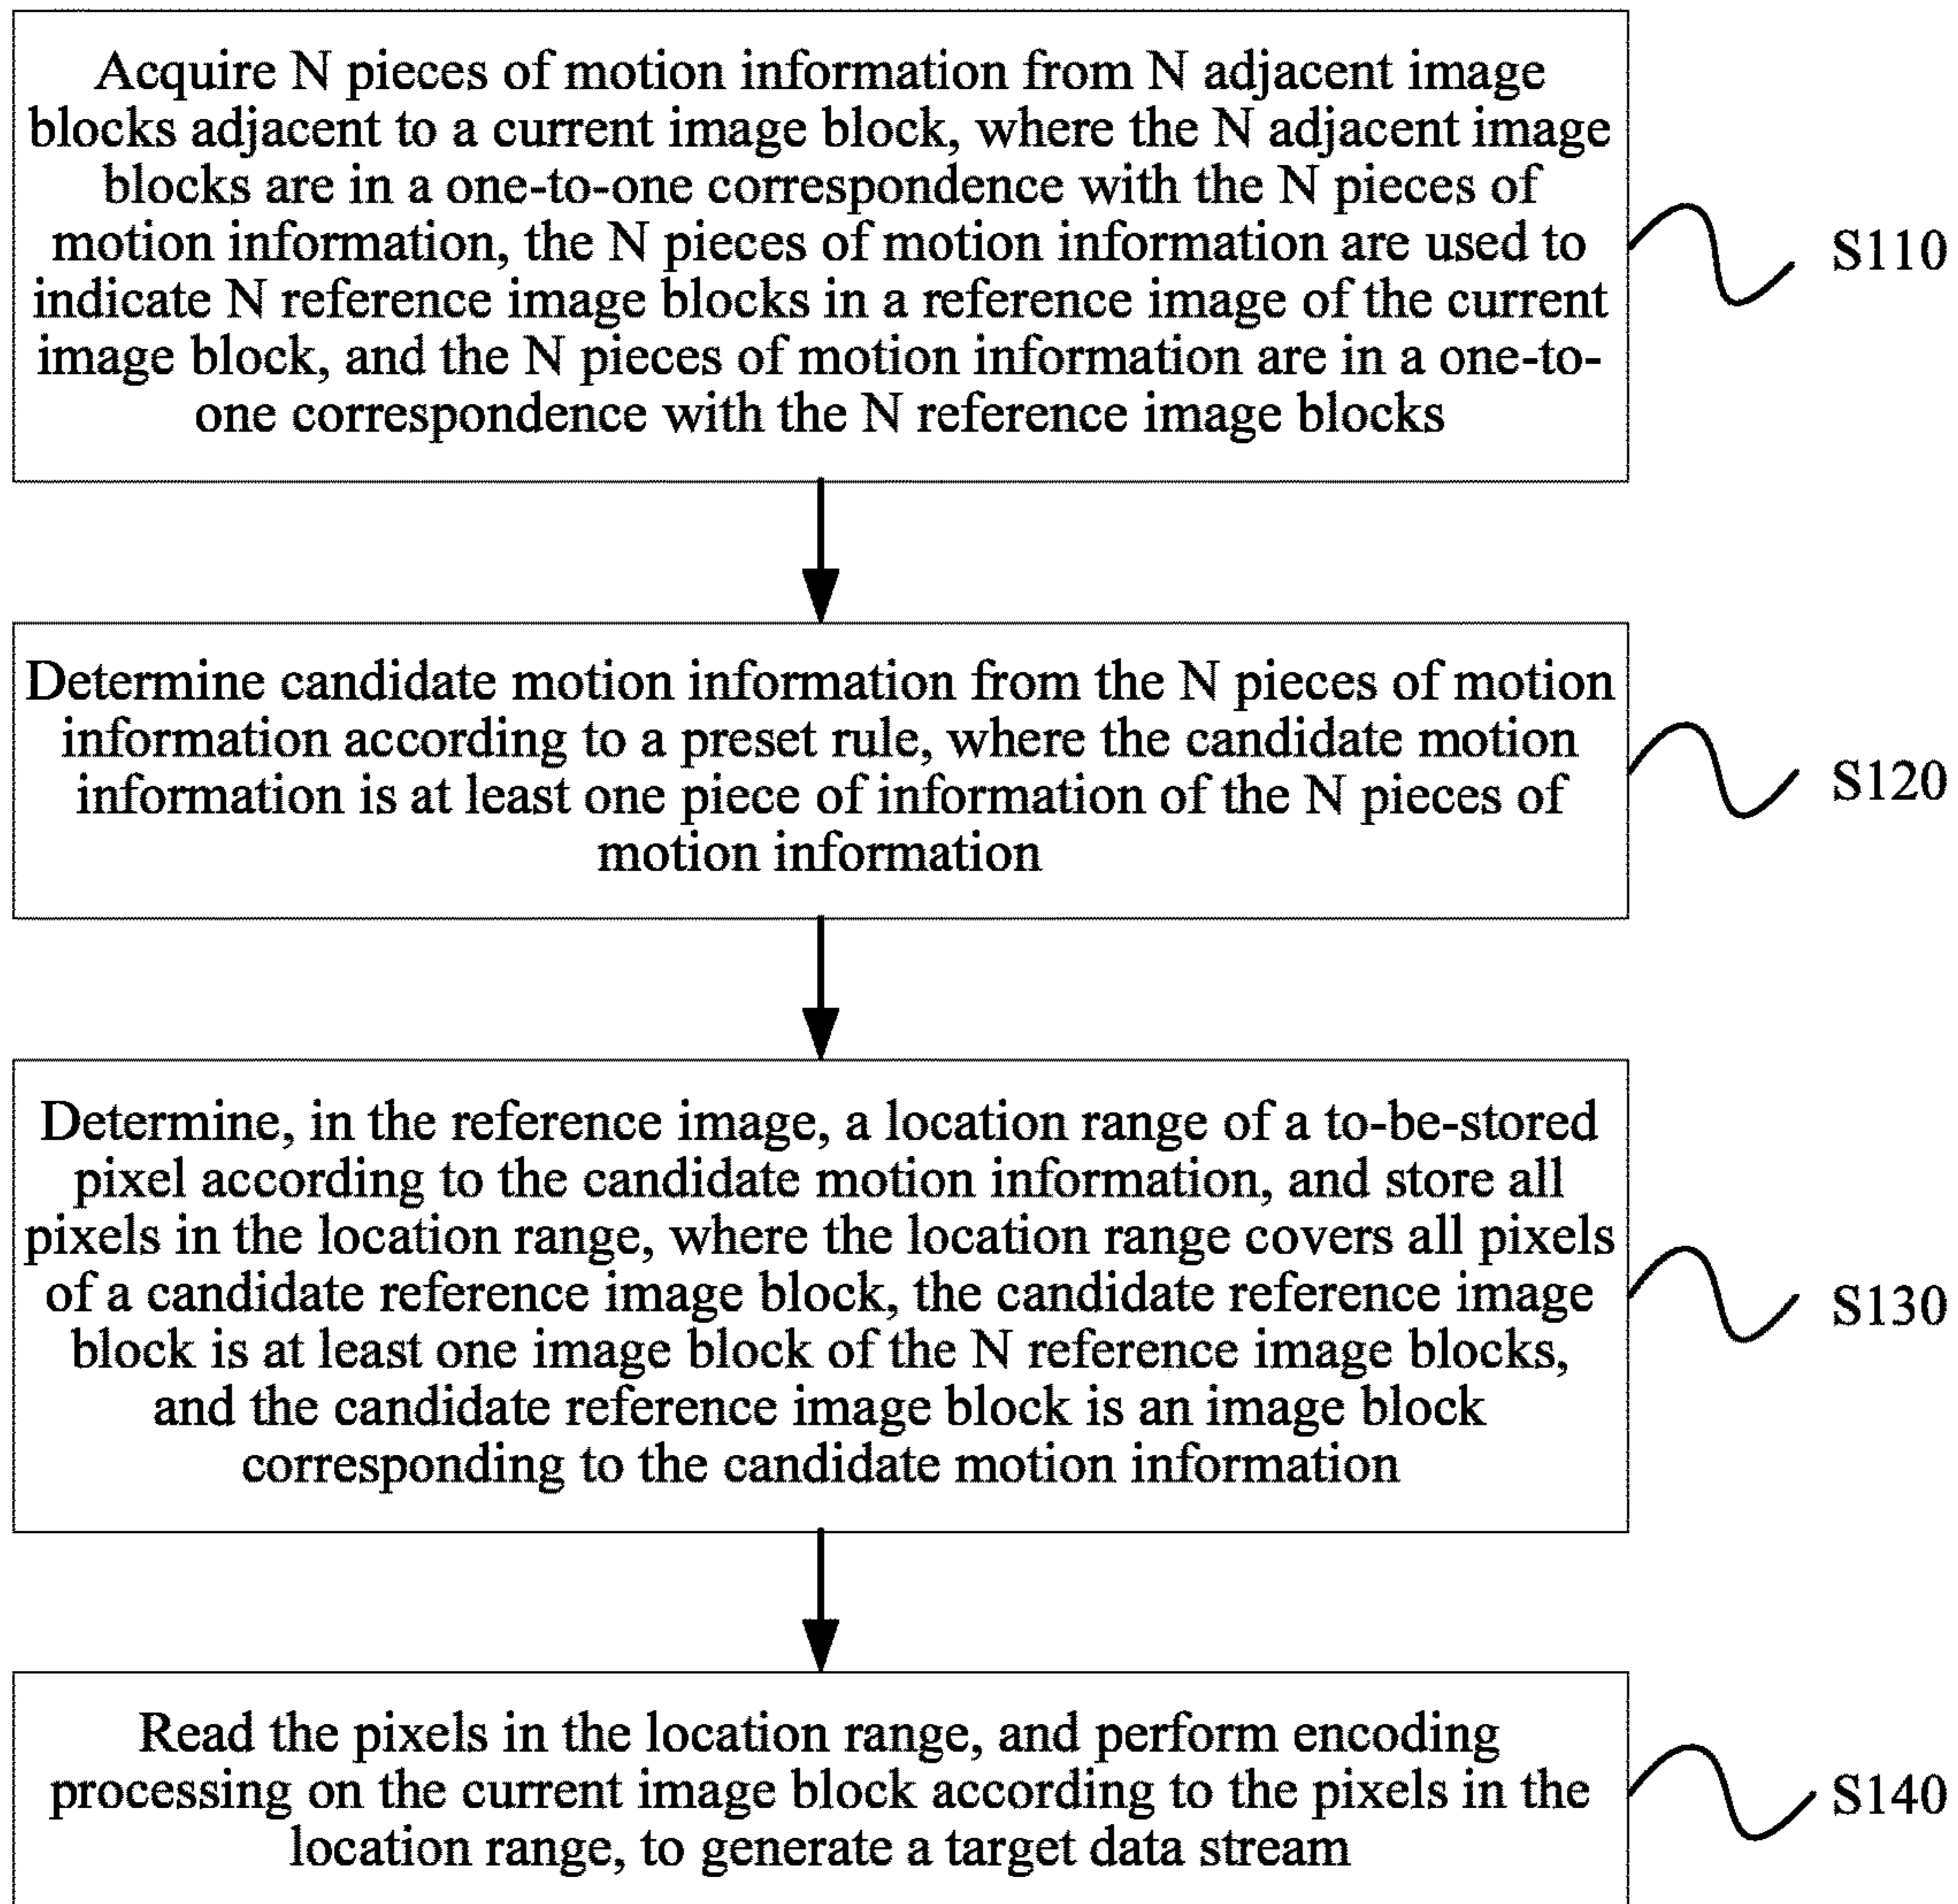 Acquire N pieces of motion information from N adjacent image
blocks adjacent to a current image block, where the N adjacent image
blocks are in a one-to-one correspondence with the N pieces of
motion information, the N pieces of motion information are used to
indicate N reference image blocks in a reference image of the current
image block, and the N pieces of motion information are in a one-to-
one correspondence with the N reference image blocks
S110
Determine candidate motion information from the N pieces of motion
information according to a preset rule, where the candidate motion
information is at least one piece of information of the N pieces of
motion information
S120
Determine, in the reference image, a location range of a to-be-stored
pixel according to the candidate motion information, and store all
pixels in the location range, where the location range covers all pixels
of a candidate reference image block, the candidate reference image
block is at least one image block of the N reference image blocks,
and the candidate reference image block is an image block
corresponding to the candidate motion information
S130
Read the pixels in the location range, and perform encoding
processing on the current image block according to the pixels in the
location range, to generate a target data stream
S140